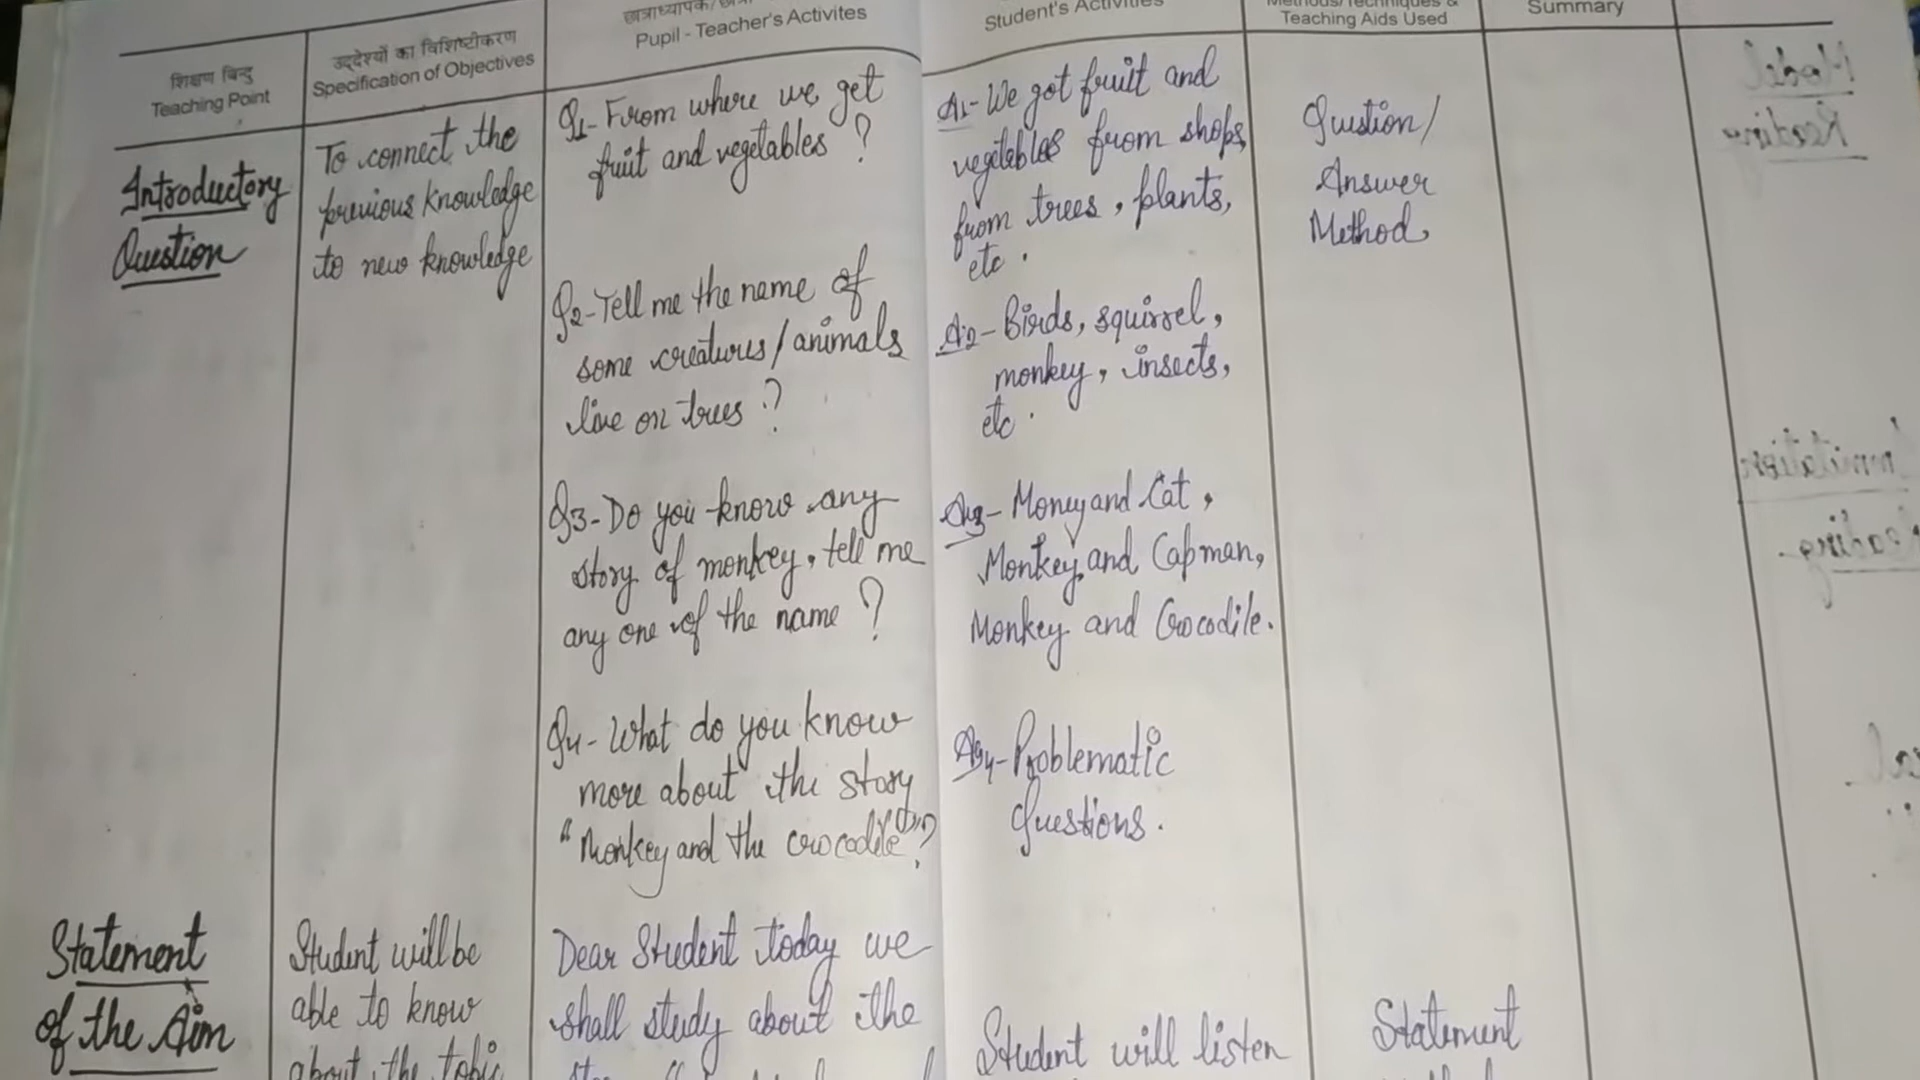 शिक्षण बिन्दु
Teaching Point
उद्देश्यों का विशिष्टीकरण
Specification of Objectives
Pupil - Teacher's Activites
Student's Activities
Teaching Aids Used
Summary
Introductory
Question
To connect the
previous knowledge
to new knowledge
Q1- From where we get
fruit and vegetables ?
Q2- Tell me the name of
some creatures/animals
live on trees ?
Q3- Do you know any
story of monkey, tell me
any one of the name ?
Q4- What do you know
more about the story
"Monkey and the crocodile"?
A1- We got fruit and
vegetables from shops,
from trees, plants,
etc.
A2- Birds, squirrel,
monkey, insects,
etc.
- Money and Cat,
Monkey and Capman,
Monkey and Crocodile.
- Problematic
Questions.
Question/
Answer
Method
Statement
of the Aim
Student will be
able to know
about the topic
Dear Student today we
shall study about the
Student will listen
Statement
Model
Reading
Imitation